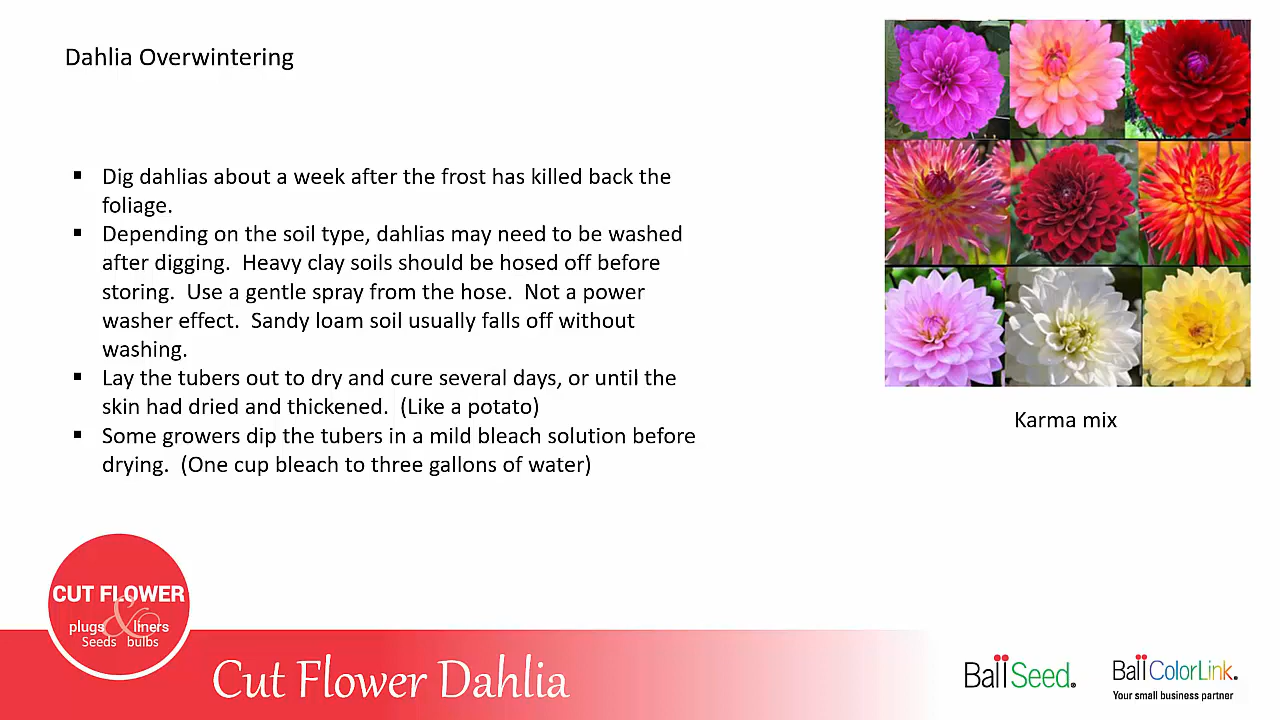 Dahlia Overwintering
▪ Dig dahlias about a week after the frost has killed back the
foliage.
▪ Depending on the soil type, dahlias may need to be washed
after digging.  Heavy clay soils should be hosed off before
storing.  Use a gentle spray from the hose.  Not a power
washer effect.  Sandy loam soil usually falls off without
washing.
▪ Lay the tubers out to dry and cure several days, or until the
skin had dried and thickened.  (Like a potato)
▪ Some growers dip the tubers in a mild bleach solution before
drying.  (One cup bleach to three gallons of water)
Karma mix
CUT FLOWER
plugs & liners
Seeds bulbs
Cut Flower Dahlia
Ball Seed.
Ball ColorLink.
Your small business partner